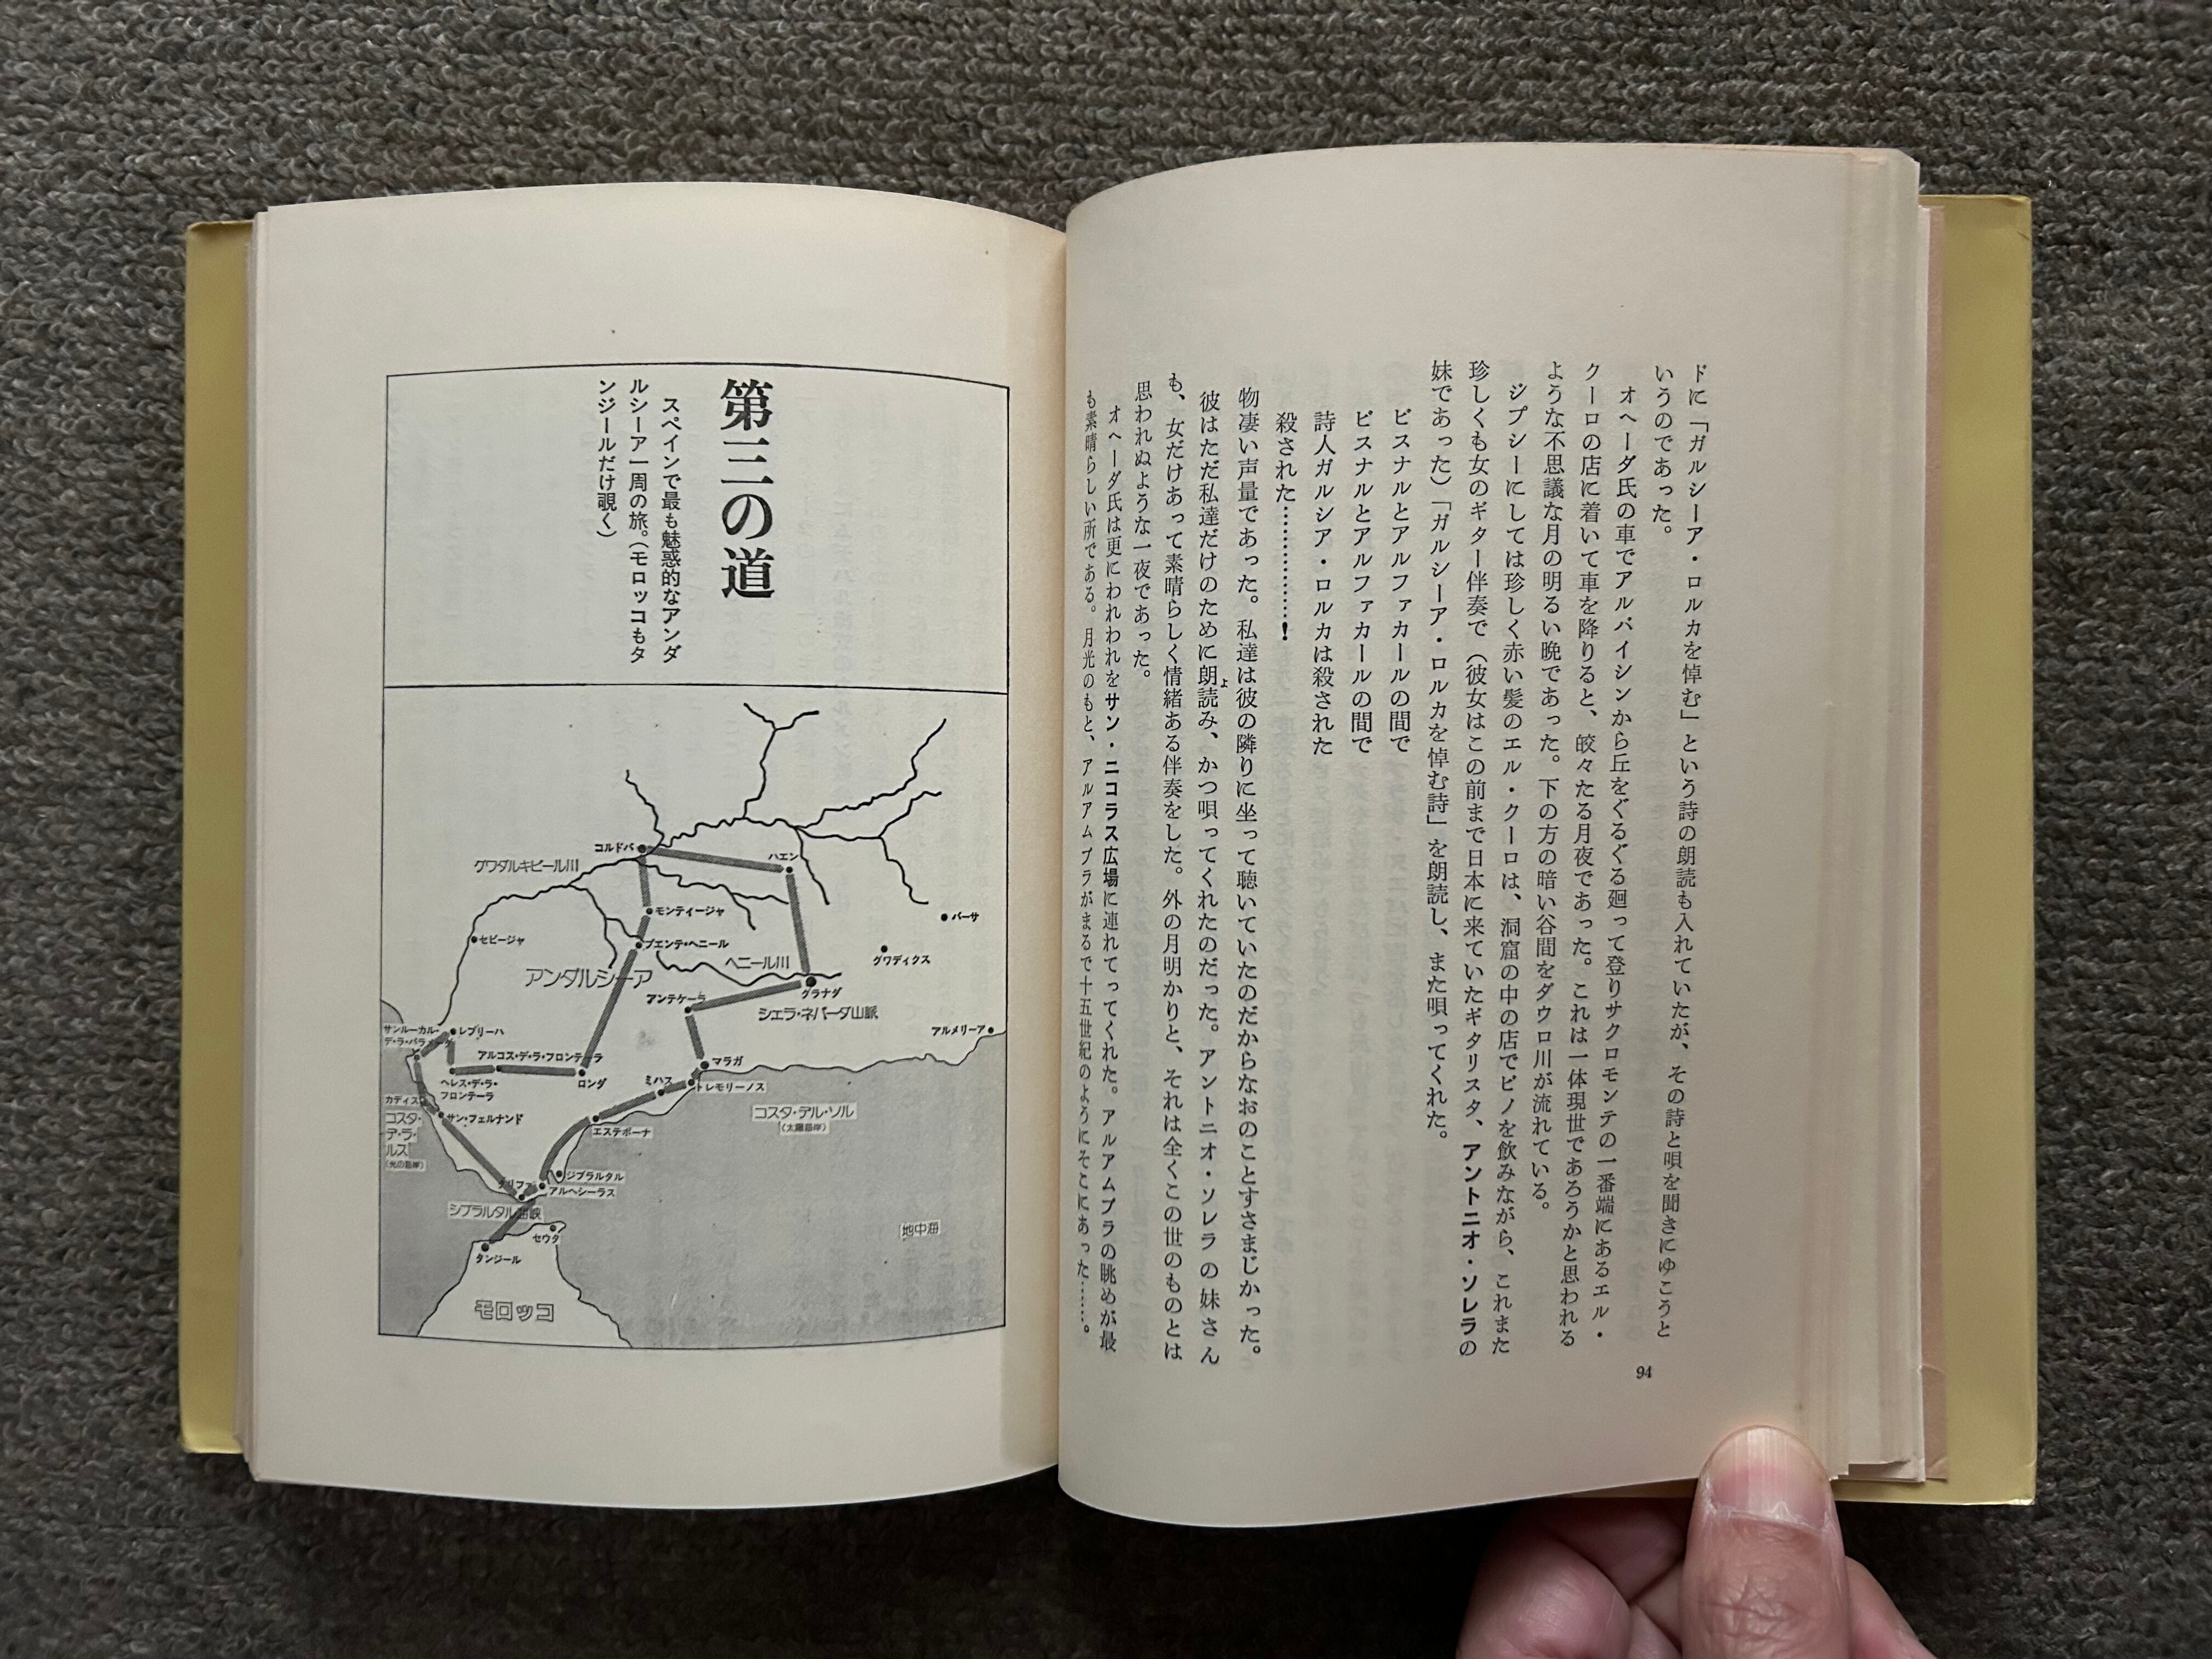 ドに「ガルシーア・ロルカを悼む」という詩の朗読も入れていたが、その詩と唄を聞きにゆこうと
いうのであった。
オヘーダ氏の車でアルバイシンから丘をぐるぐる廻って登りサクロモンテの一番端にあるエル・
クーロの店に着いて車を降りると、皎々たる月夜であった。これは一体現世であろうかと思われる
ような不思議な月の明るい晩であった。下の方の暗い谷間をダウロ川が流れている。
ジプシーにしては珍しく赤い髪のエル・クーロは、洞窟の中の店でビノを飲みながら、これまた
珍しくも女のギター伴奏で（彼女はこの前まで日本に来ていたギタリスタ、アントニオ・ソレラの
妹であった）「ガルシーア・ロルカを悼む詩」を朗読し、また唄ってくれた。
ビスナルとアルファカールの間で
ビスナルとアルファカールの間で
詩人ガルシア・ロルカは殺された
殺された……………！
物凄い声量であった。私達は彼の隣りに坐って聴いていたのだからなおのことすさまじかった。
彼はただ私達だけのために朗読み、かつ唄ってくれたのだった。アントニオ・ソレラの妹さん
よ
も、女だけあって素晴らしく情緒ある伴奏をした。外の月明かりと、それは全くこの世のものとは
思われぬような一夜であった。
オヘーダ氏は更にわれわれをサン・ニコラス広場に連れてってくれた。アルアムブラの眺めが最
も素晴らしい所である。月光のもと、アルアムブラがまるで十五世紀のようにそこにあった……。
94
第三の道
スペインで最も魅惑的なアンダ
ルシーア一周の旅。（モロッコもタ
ンジールだけ覗く）
コルドバ
ハエン
グワダルキビール川
モンティージャ
バーサ
セビージャ
プエンテ・ヘニール
グワディクス
ヘニール川
アンダルシーア
グラナダ
アンテケーラ
シェラ・ネバーダ山脈
アルメリーア
サンルーカル・
デ・ラ・バラメーダ
レブリーハ
アルコス・デ・ラ・フロンテーラ
マラガ
ヘレス・デ・ラ・
フロンテーラ
ロンダ
ミハス
トレモリーノス
カディス
サン・フェルナンド
コスタ・デル・ソル
（太陽海岸）
コスタ・
デ・ラ・
ルス
（光の海岸）
エステポーナ
ジブラルタル
タリファ
アルヘシーラス
ジブラルタル海峡
セウタ
地中海
タンジール
モロッコ